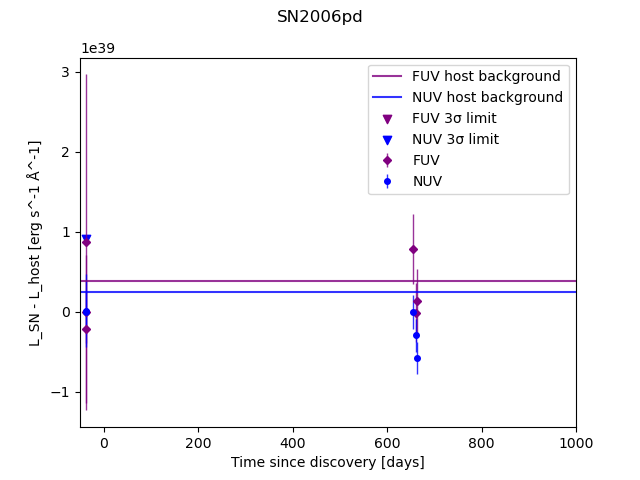 SN2006pd
1e39
FUV host background
NUV host background
FUV 3σ limit
NUV 3σ limit
FUV
NUV
L_SN - L_host [erg s^-1 Å^-1]
3
2
1
0
−1
0 200 400 600 800 1000
Time since discovery [days]